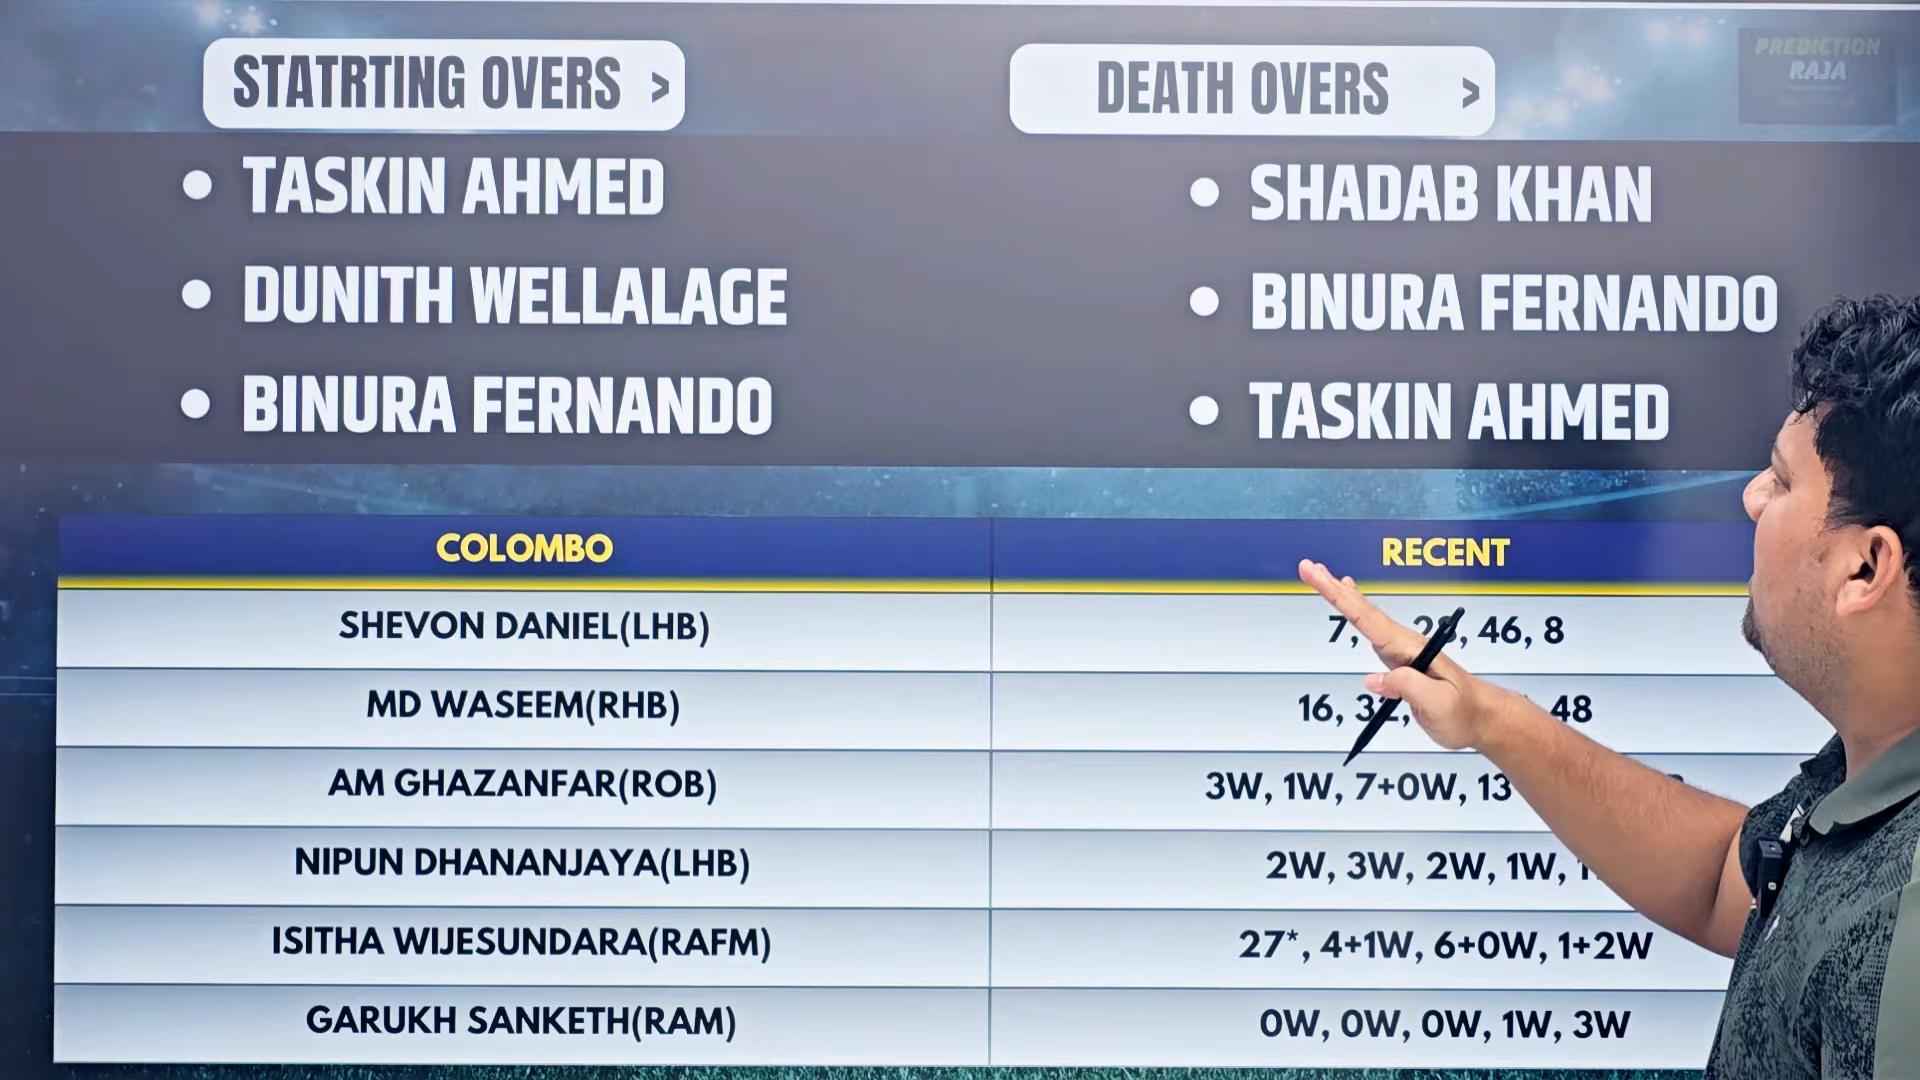 STATRTING OVERS >
DEATH OVERS >
PREDICTION
RAJA
• TASKIN AHMED
• DUNITH WELLALAGE
• BINURA FERNANDO
• SHADAB KHAN
• BINURA FERNANDO
• TASKIN AHMED
COLOMBO
RECENT
SHEVON DANIEL(LHB)
7, 46, 8
MD WASEEM(RHB)
16, 48
AM GHAZANFAR(ROB)
3W, 1W, 7+0W, 13
NIPUN DHANANJAYA(LHB)
2W, 3W, 2W, 1W,
ISITHA WIJESUNDARA(RAFM)
27*, 4+1W, 6+0W, 1+2W
GARUKH SANKETH(RAM)
0W, 0W, 0W, 1W, 3W